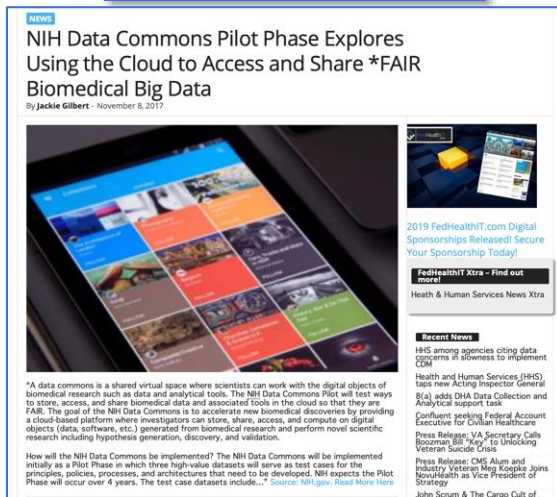 NEWS
NIH Data Commons Pilot Phase Explores
Using the Cloud to Access and Share *FAIR
Biomedical Big Data
By Jackie Gilbert - November 8, 2017
Collections
FOLLOW
FOLLOW
Region
FOLLOW
"A data commons is a shared virtual space where scientists can work with the digital objects of
biomedical research such as data and analytical tools. The NIH Data Commons Pilot will test ways
to store, access, and share biomedical data and associated tools in the cloud so that they are
FAIR. The goal of the NIH Data Commons is to accelerate new biomedical discoveries by providing
a cloud-based platform where investigators can store, share, access, and compute on digital
objects (data, software, etc.) generated from biomedical research and perform novel scientific
research including hypothesis generation, discovery, and validation.
How will the NIH Data Commons be implemented? The NIH Data Commons will be implemented
initially as a Pilot Phase in which three high-value datasets will serve as test cases for the
principles, policies, processes, and architectures that need to be developed. NIH expects the Pilot
Phase will occur over 4 years. The test case datasets include..." Source: NIH.gov. Read More Here
2019 FedHealthIT.com Digital
Sponsorships Released! Secure
Your Sponsorship Today!
FedHealthIT Xtra – Find out
more!
Heath & Human Services News Xtra
Recent News
HHS among agencies citing data
concerns in slowness to implement
CDM
Health and Human Services (HHS)
taps new Acting Inspector General
8(a) adds DHA Data Collection and
Analytical support task
Confluent seeking Federal Account
Executive for Civilian Healthcare
Press Release: VA Secretary Calls
Boozman Bill "Key" to Unlocking
Veteran Suicide Crisis
Press Release: CMS Alum and
Industry Veteran Meg Koepke Joins
NovuHealth as Vice President of
Strategy
John Scrum & The Cargo Cult of